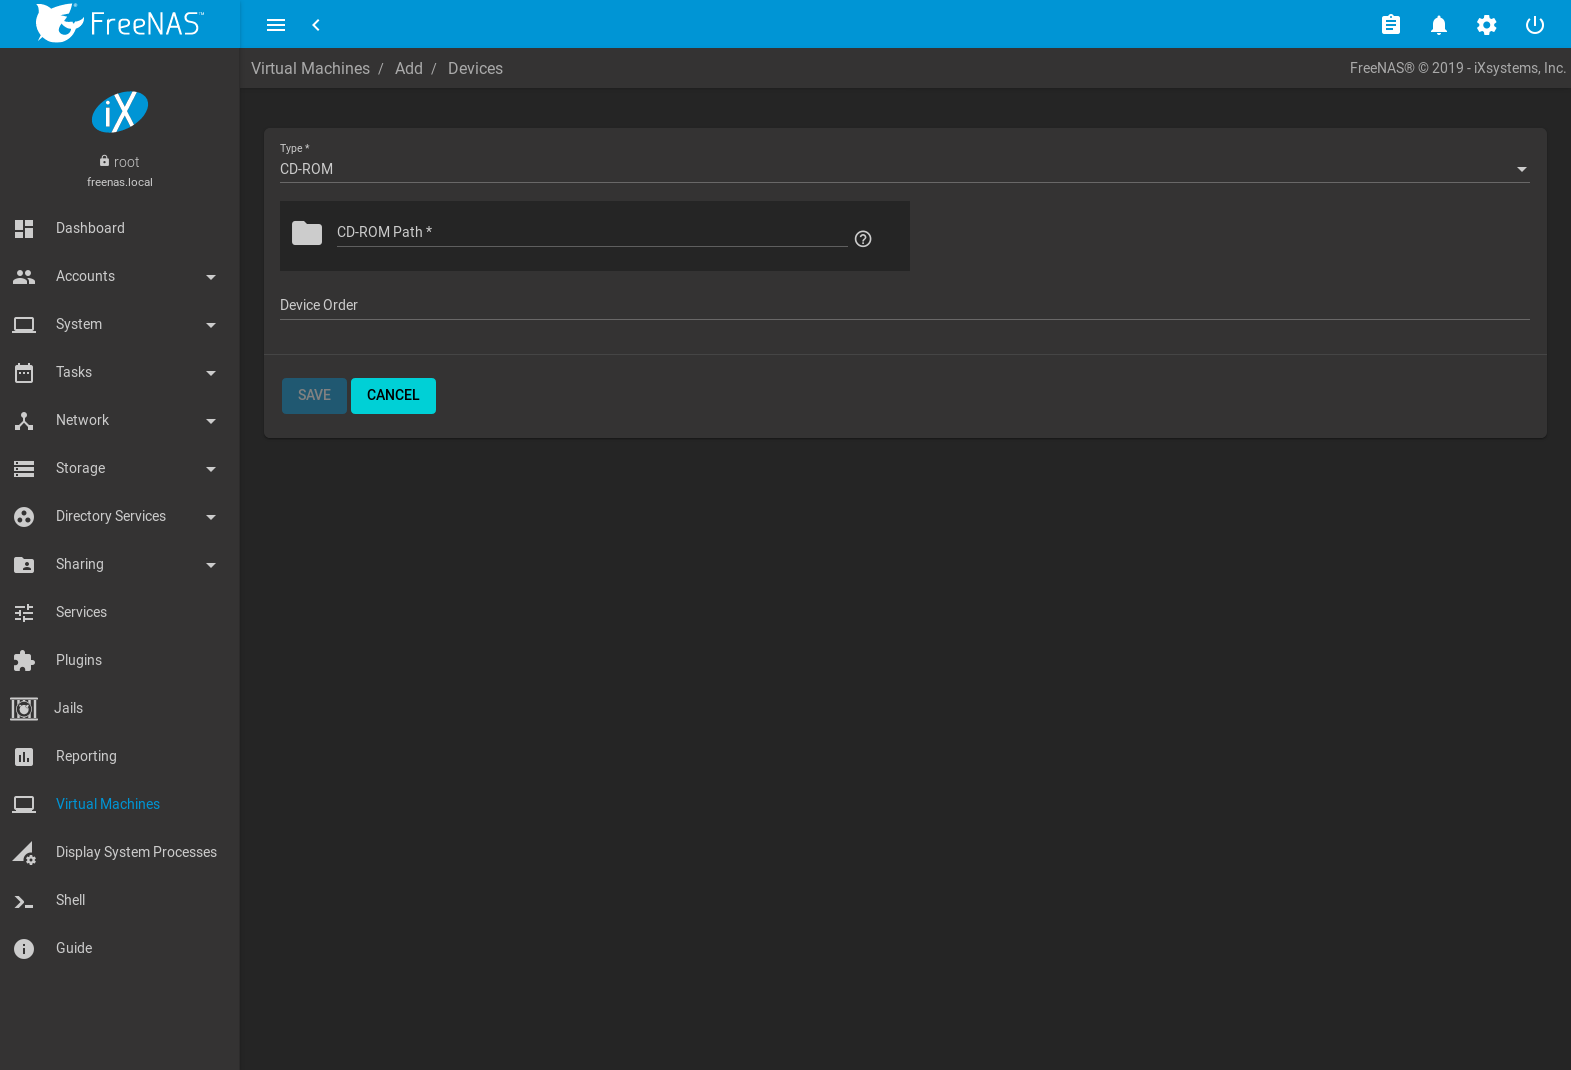 FreeNAS™
Virtual Machines / Add / Devices
FreeNAS® © 2019 - iXsystems, Inc.
iX
root
freenas.local
Dashboard
Accounts
System
Tasks
Network
Storage
Directory Services
Sharing
Services
Plugins
Jails
Reporting
Virtual Machines
Display System Processes
Shell
Guide
Type *
CD-ROM
CD-ROM Path *
Device Order
SAVE CANCEL